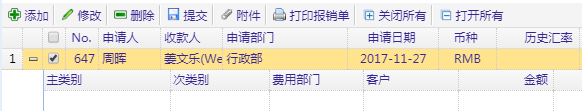 添加 修改 删除 提交 附件 打印报销单 关闭所有 打开所有
No. 申请人 收款人 申请部门 申请日期 币种 历史汇率
1 647 周晖 姜文乐(We 行政部 2017-11-27 RMB
主类别 次类别 费用部门 客户 金额